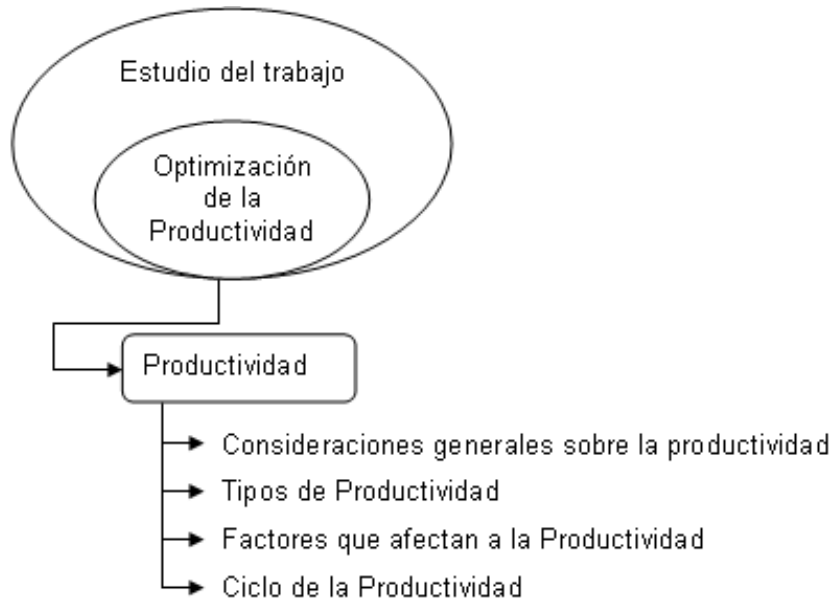 Estudio del trabajo
Optimización
de la
Productividad
Productividad
Consideraciones generales sobre la productividad
Tipos de Productividad
Factores que afectan a la Productividad
Ciclo de la Productividad